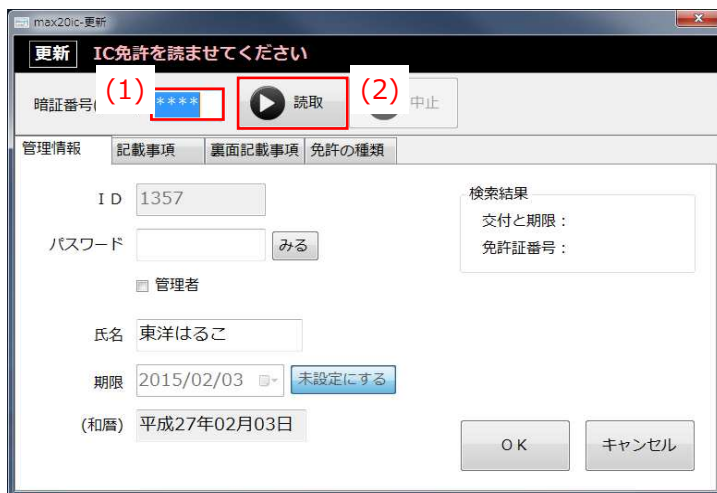 max20ic-更新
更新 IC免許を読ませてください
暗証番号( (1) **** 読取 (2) 中止
管理情報 記載事項 裏面記載事項 免許の種類
ID 1357
パスワード みる
管理者
氏名 東洋はるこ
期限 2015/02/03 未設定にする
(和暦) 平成27年02月03日
検索結果
交付と期限：
免許証番号：
OK キャンセル